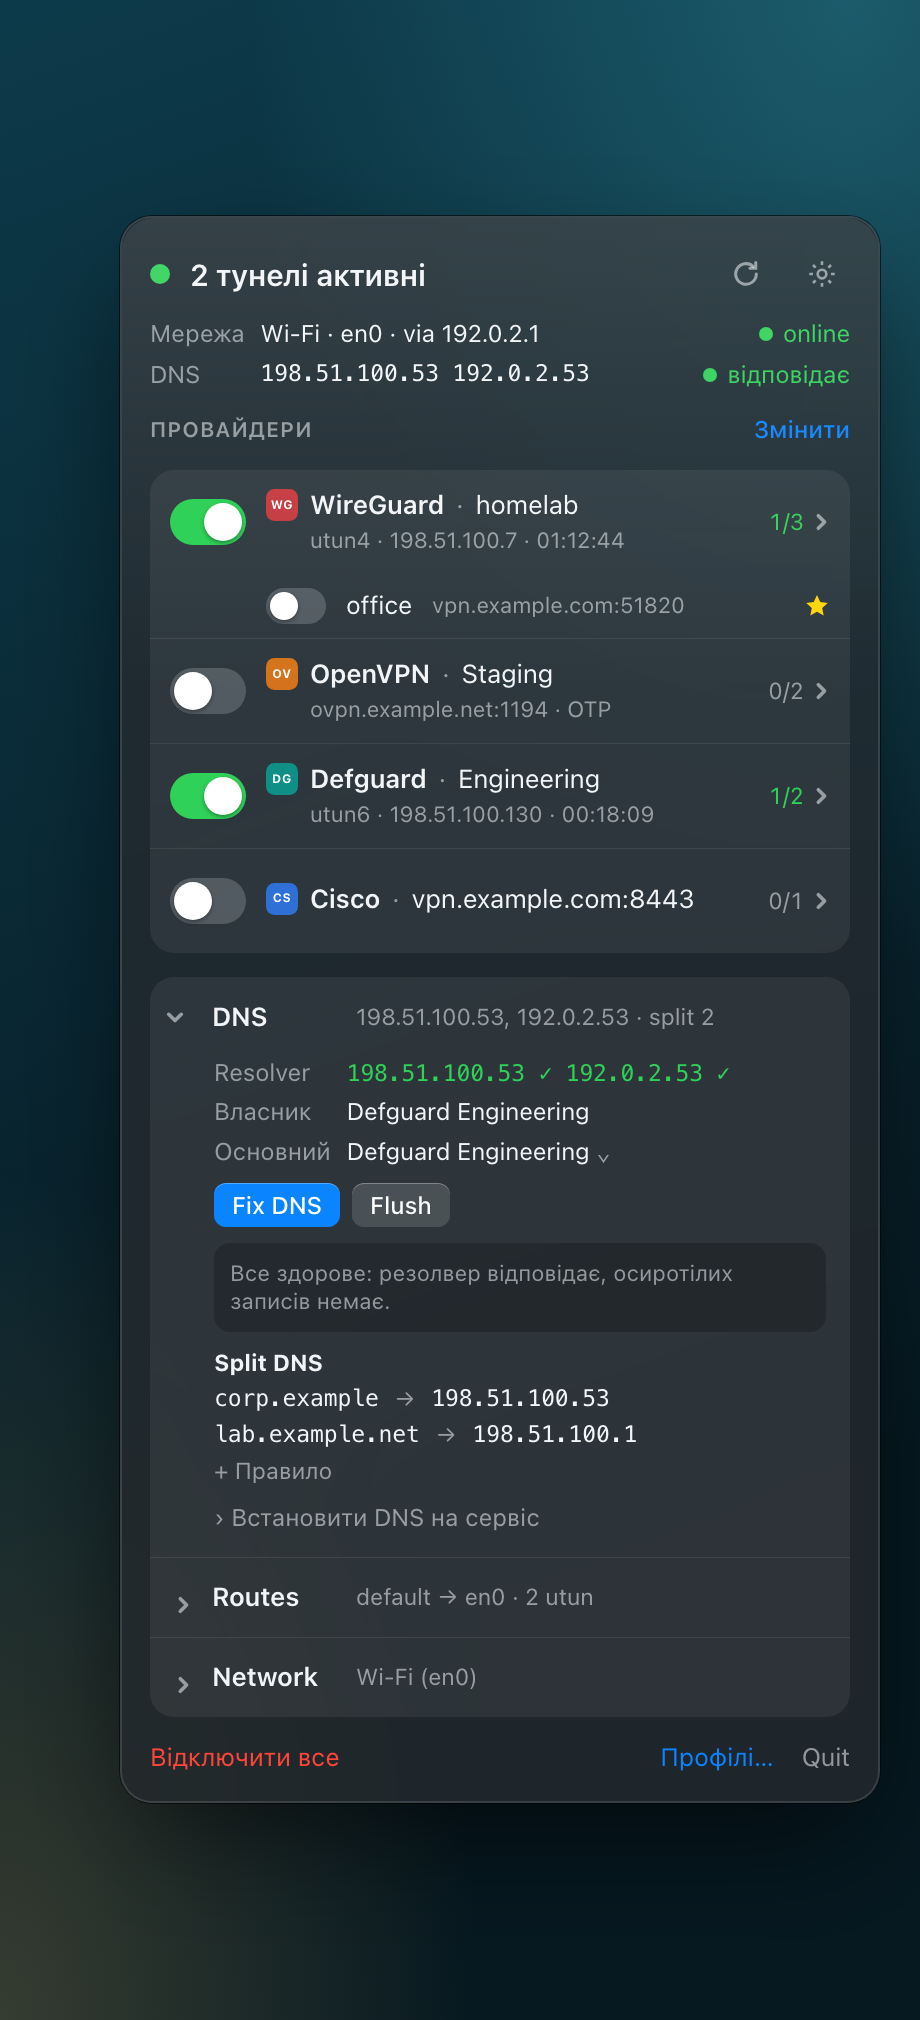 2 тунелі активні
Мережа Wi-Fi · en0 · via 192.0.2.1 online
DNS 198.51.100.53 192.0.2.53 відповідає
ПРОВАЙДЕРИ Змінити
WG WireGuard · homelab 1/3
utun4 · 198.51.100.7 · 01:12:44
office vpn.example.com:51820
OV OpenVPN · Staging 0/2
ovpn.example.net:1194 · OTP
DG Defguard · Engineering 1/2
utun6 · 198.51.100.130 · 00:18:09
CS Cisco · vpn.example.com:8443 0/1
DNS 198.51.100.53, 192.0.2.53 · split 2
Resolver 198.51.100.53 ✓ 192.0.2.53 ✓
Власник Defguard Engineering
Основний Defguard Engineering
Fix DNS Flush
Все здорове: резолвер відповідає, осиротілих
записів немає.
Split DNS
corp.example → 198.51.100.53
lab.example.net → 198.51.100.1
+ Правило
› Встановити DNS на сервіс
Routes default → en0 · 2 utun
Network Wi-Fi (en0)
Відключити все Профілі... Quit